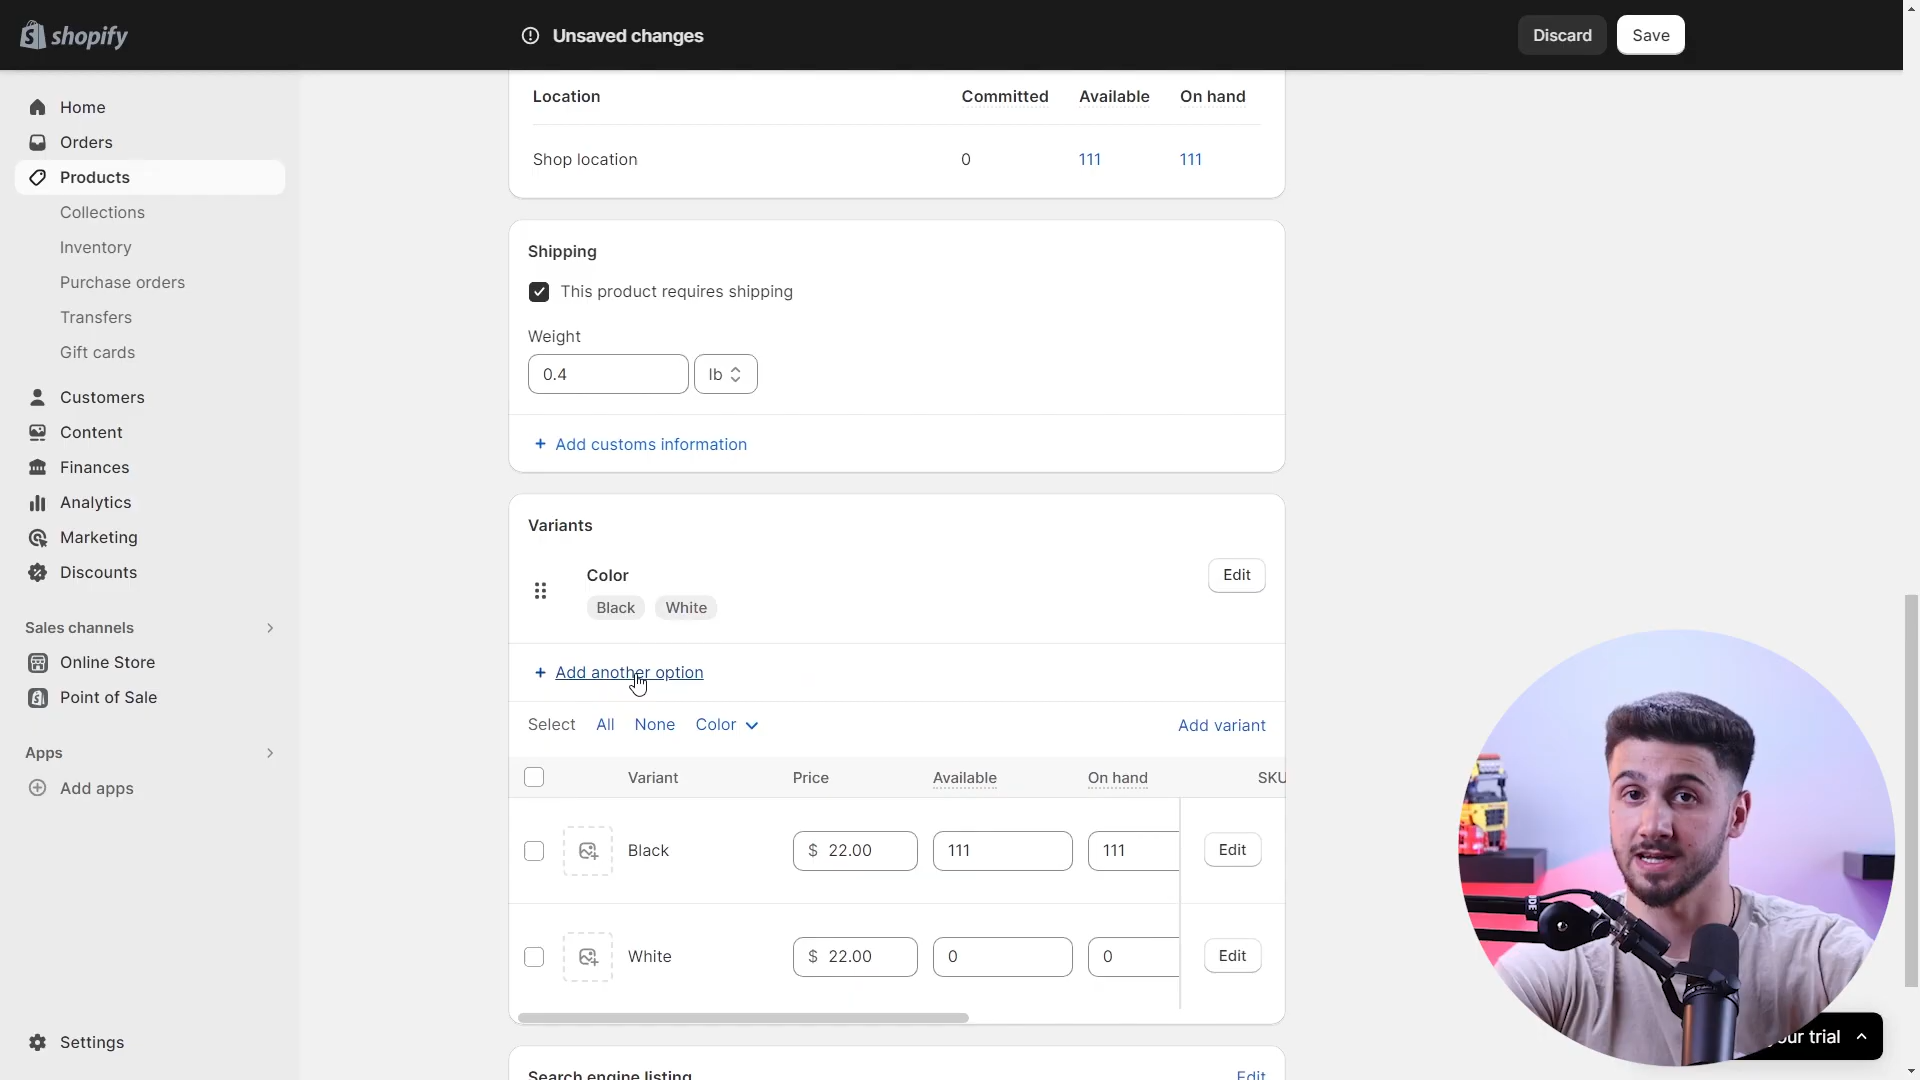 shopify
Unsaved changes
Discard
Save
Home
Orders
Products
Collections
Inventory
Purchase orders
Transfers
Gift cards
Customers
Content
Finances
Analytics
Marketing
Discounts
Sales channels
Online Store
Point of Sale
Apps
Add apps
Settings
Location Committed Available On hand
Shop location 0 111 111
Shipping
This product requires shipping
Weight
0.4 lb
+ Add customs information
Variants
Color
Black White
Edit
+ Add another option
Select All None Color
Add variant
Variant Price Available On hand SKU
Black $ 22.00 111 111 Edit
White $ 22.00 0 0 Edit
Search engine listing
Edit
trial